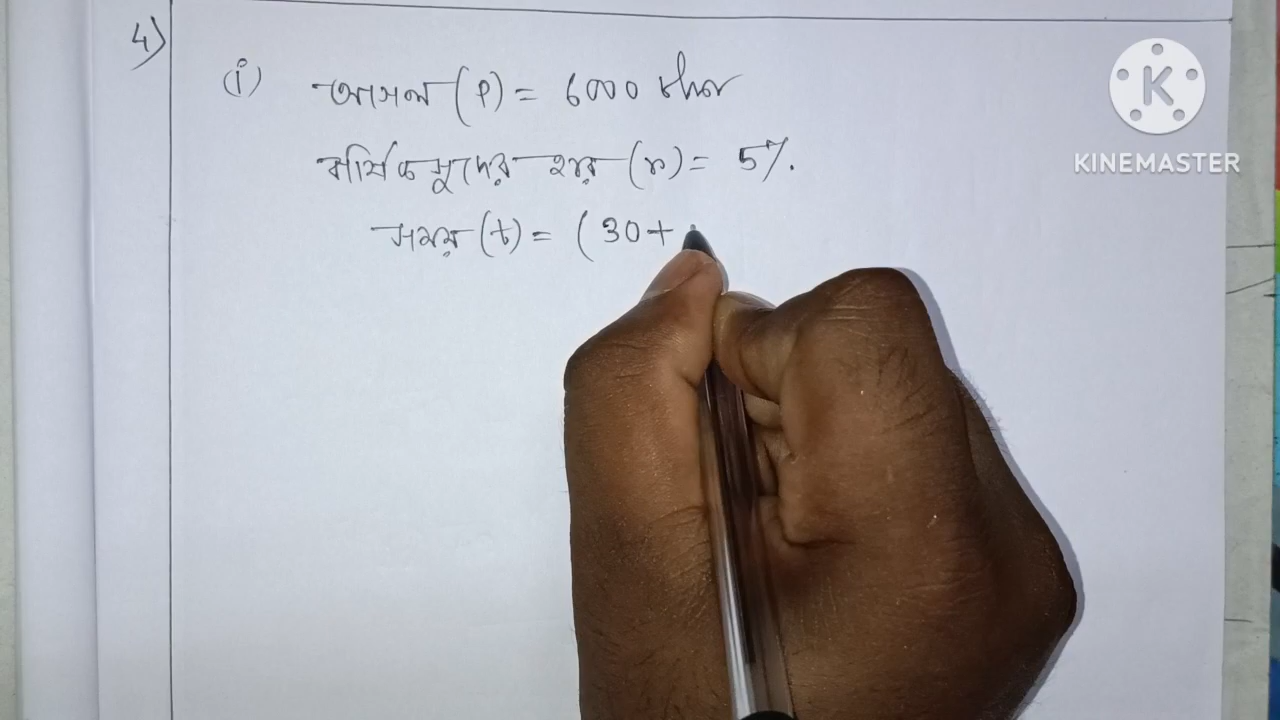 4)
(i) আসল (P) = 6000 টাকা
বার্ষিক সুদের হার (r) = 5%.
সময় (t) = ( 30 +
K
KINEMASTER